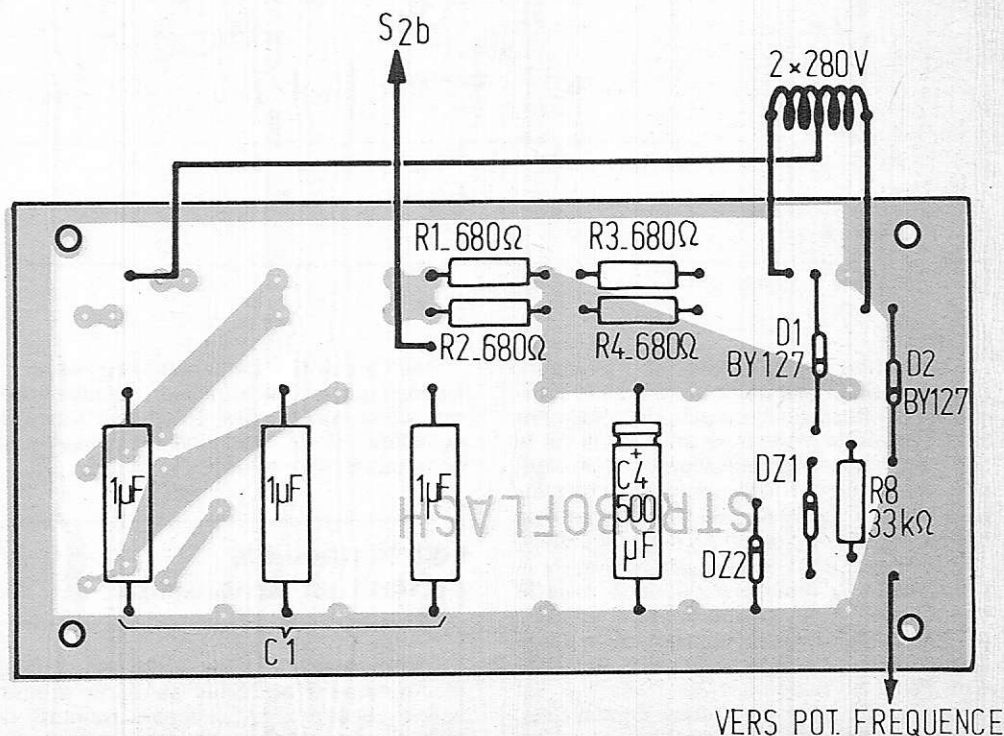 S2b
2×280V
R1_680Ω
R3_680Ω
R2_680Ω
R4_680Ω
D1
BY127
D2
BY127
1µF
1µF
1µF
+
C4
500
µF
DZ1
R8
33kΩ
STROBOFLASH
DZ2
C1
VERS POT. FREQUENCE